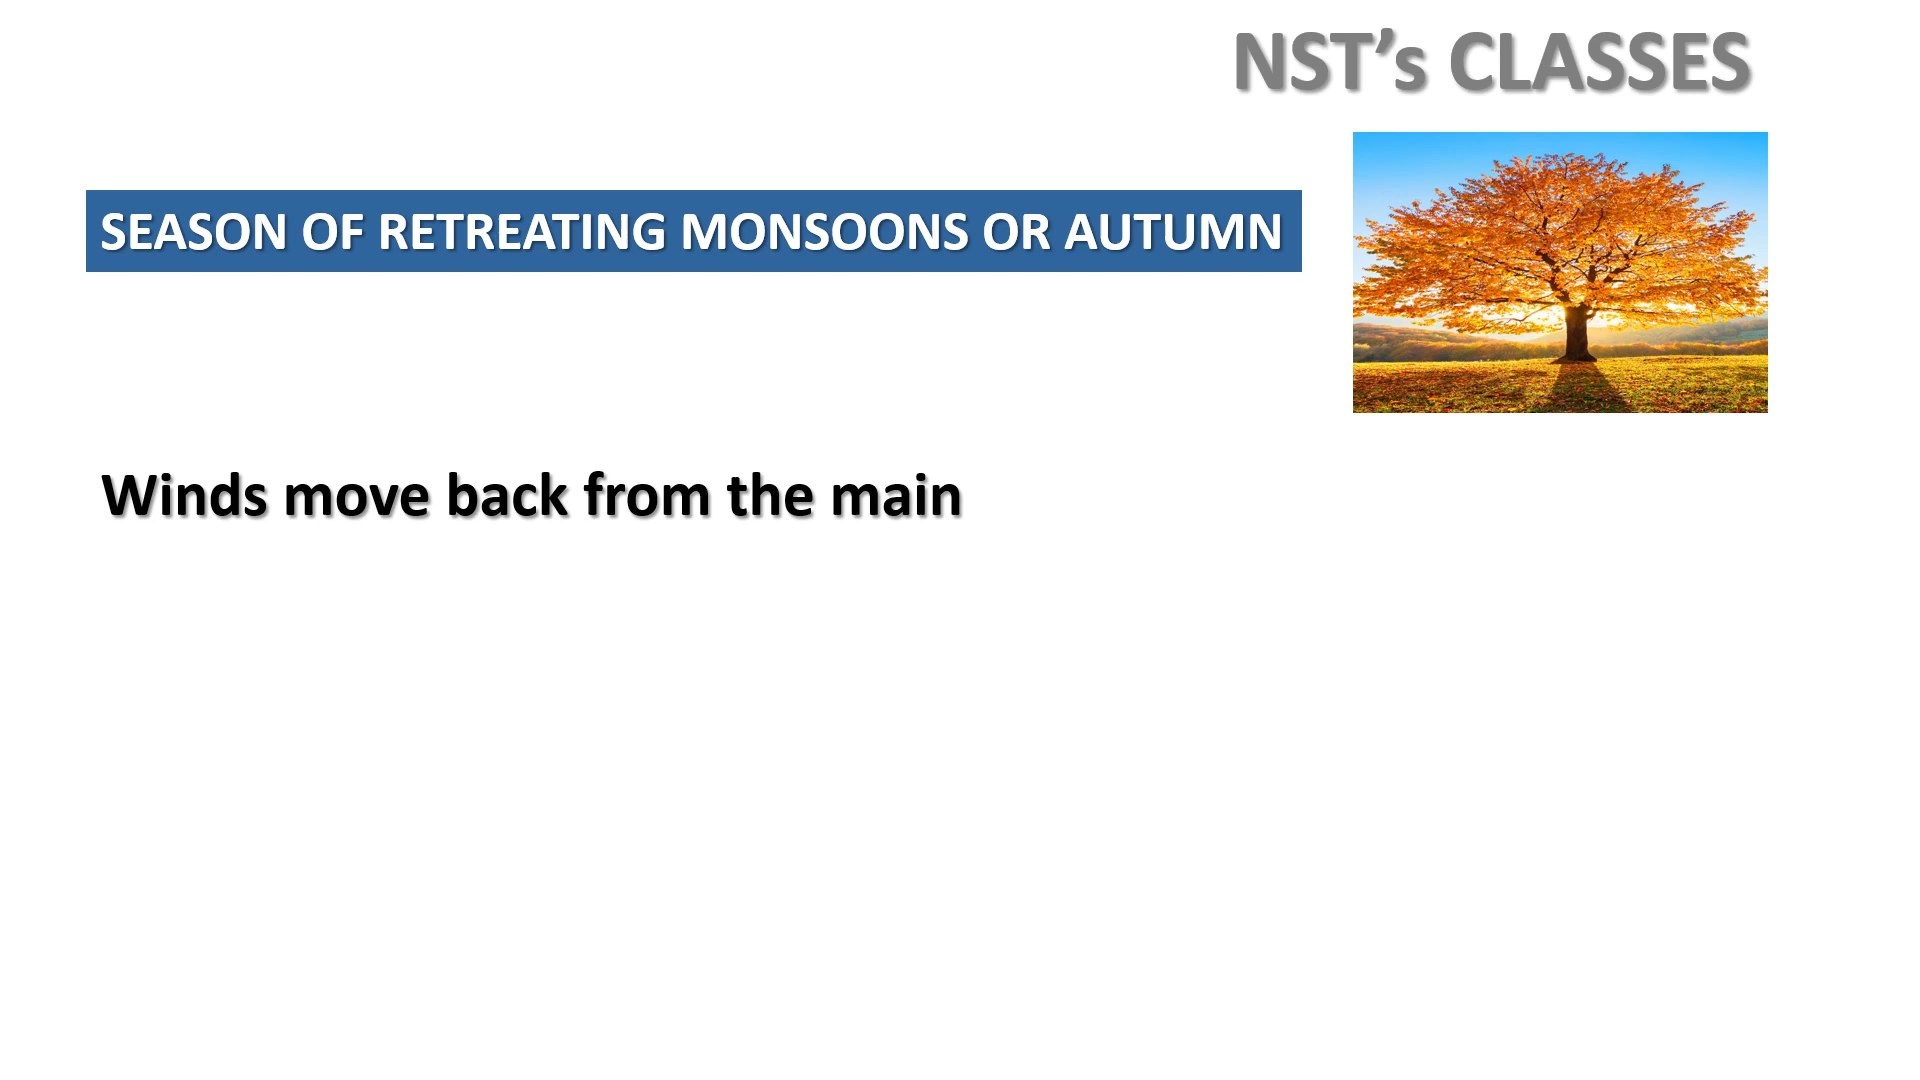 NST’s CLASSES
SEASON OF RETREATING MONSOONS OR AUTUMN
Winds move back from the main